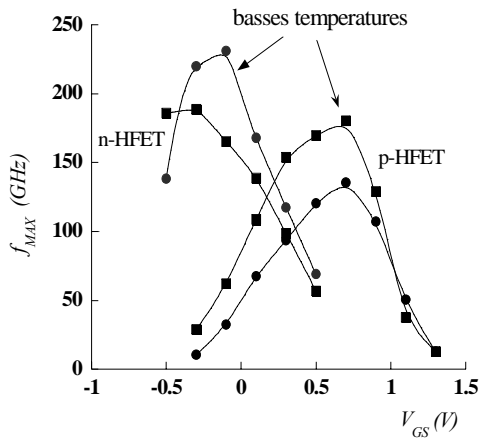 basses temperatures
250
200
150
100
50
0
f_MAX (GHz)
n-HFET
p-HFET
-1
-0.5
0
0.5
1
1.5
V_GS (V)